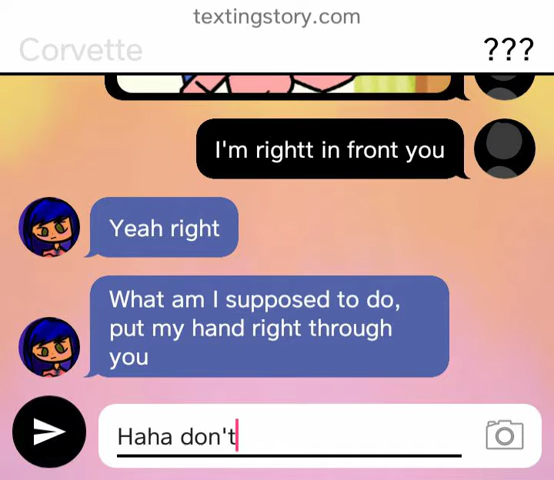 textingstory.com
Corvette
???
I'm rightt in front you
Yeah right
What am I supposed to do,
put my hand right through
you
Haha don't